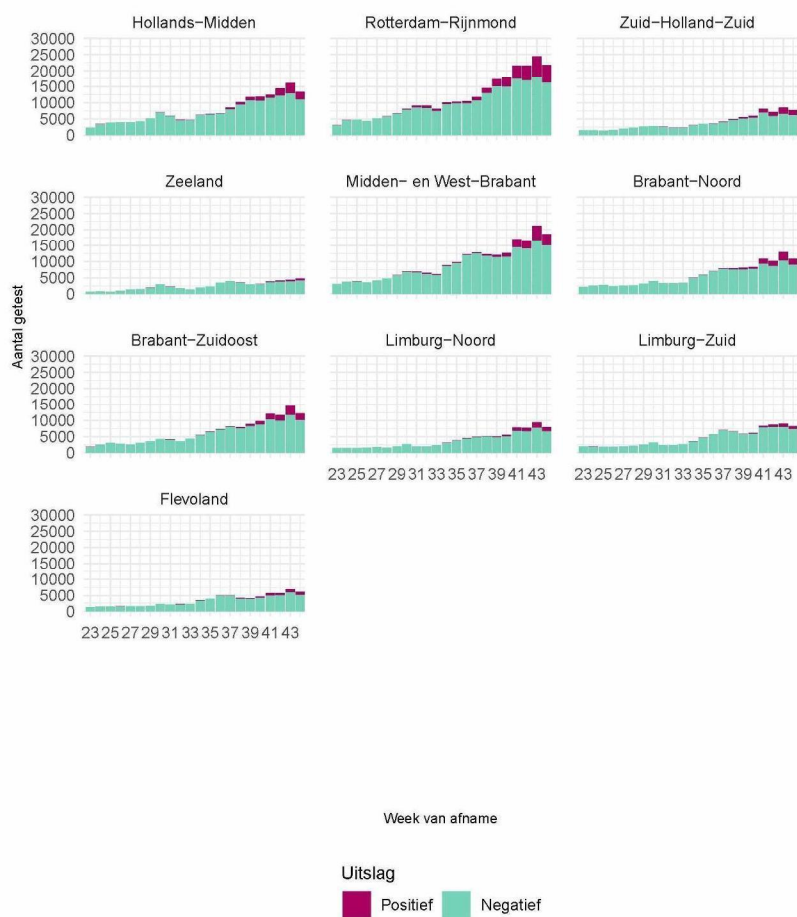 Hollands-Midden Rotterdam-Rijnmond Zuid-Holland-Zuid
30000
25000
20000
15000
10000
5000
0
Zeeland Midden- en West-Brabant Brabant-Noord
30000
25000
20000
15000
10000
5000
0
Aantal getest
Brabant-Zuidoost Limburg-Noord Limburg-Zuid
30000
25000
20000
15000
10000
5000
0
23 25 27 29 31 33 35 37 39 41 43 23 25 27 29 31 33 35 37 39 41 43
Flevoland
30000
25000
20000
15000
10000
5000
0
23 25 27 29 31 33 35 37 39 41 43
Week van afname
Uitslag
Positief Negatief